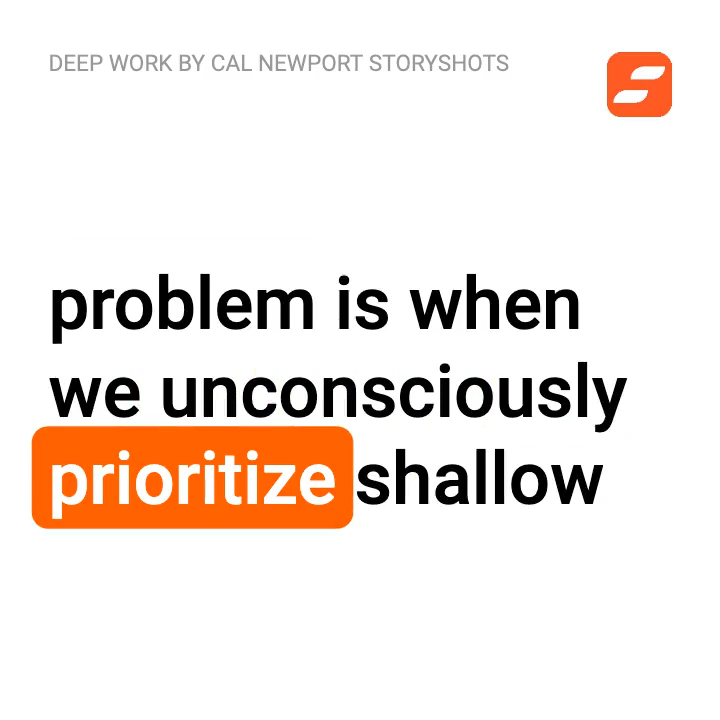 DEEP WORK BY CAL NEWPORT STORYSHOTS
problem is when
we unconsciously
prioritize shallow